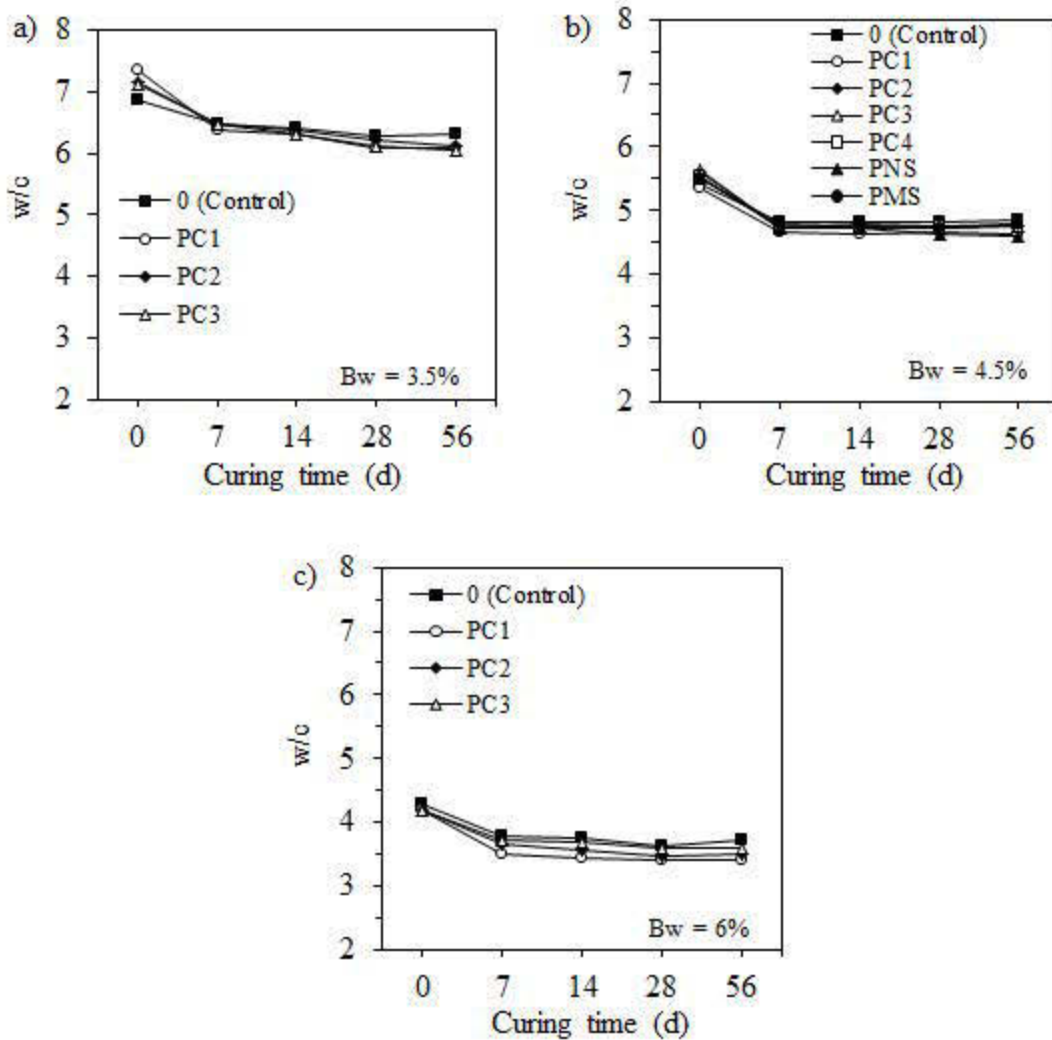 a)
8
7
6
5
4
3
2
w/c
0 (Control)
PC1
PC2
PC3
Bw = 3.5%
0 7 14 28 56
Curing time (d)
b)
8
7
6
5
4
3
2
w/c
0 (Control)
PC1
PC2
PC3
PC4
PNS
PMS
Bw = 4.5%
0 7 14 28 56
Curing time (d)
c)
8
7
6
5
4
3
2
w/c
0 (Control)
PC1
PC2
PC3
Bw = 6%
0 7 14 28 56
Curing time (d)